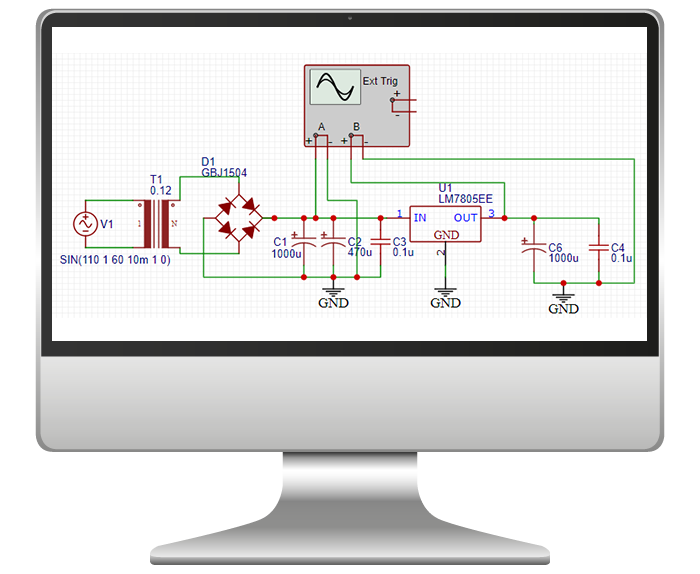 Ext Trig
+
-
A
B
+
-
+
-
D1
GBJ1504
T1
0.12
U1
LM7805EE
V1
1
IN
OUT
3
GND
2
C1
1000u
C2
470u
C3
0.1u
C6
1000u
C4
0.1u
SIN(110 1 60 10m 1 0)
GND
GND
GND